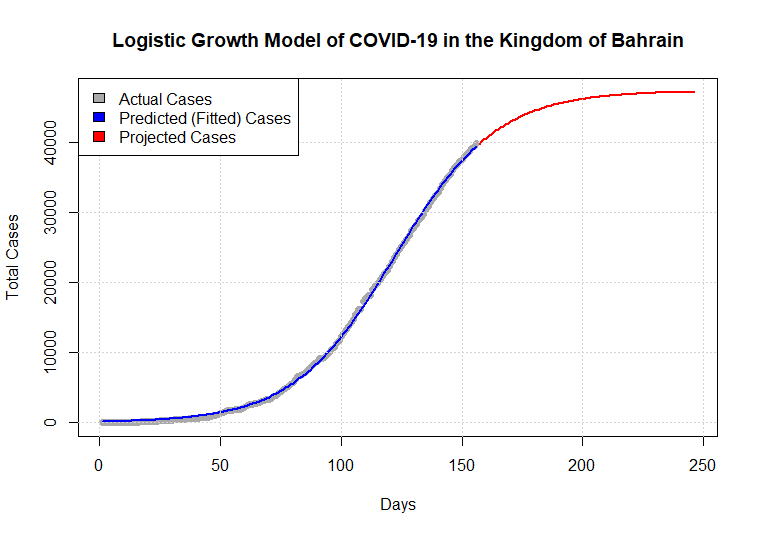 Logistic Growth Model of COVID-19 in the Kingdom of Bahrain
Actual Cases
Predicted (Fitted) Cases
Projected Cases
Total Cases
40000
30000
20000
10000
0
0 50 100 150 200 250
Days